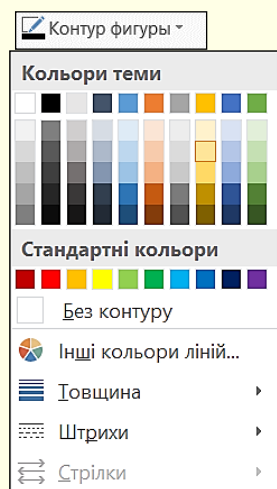 Контур фигуры
Кольори теми
Стандартні кольори
Без контуру
Інші кольори ліній...
Товщина
Штрихи
Стрілки